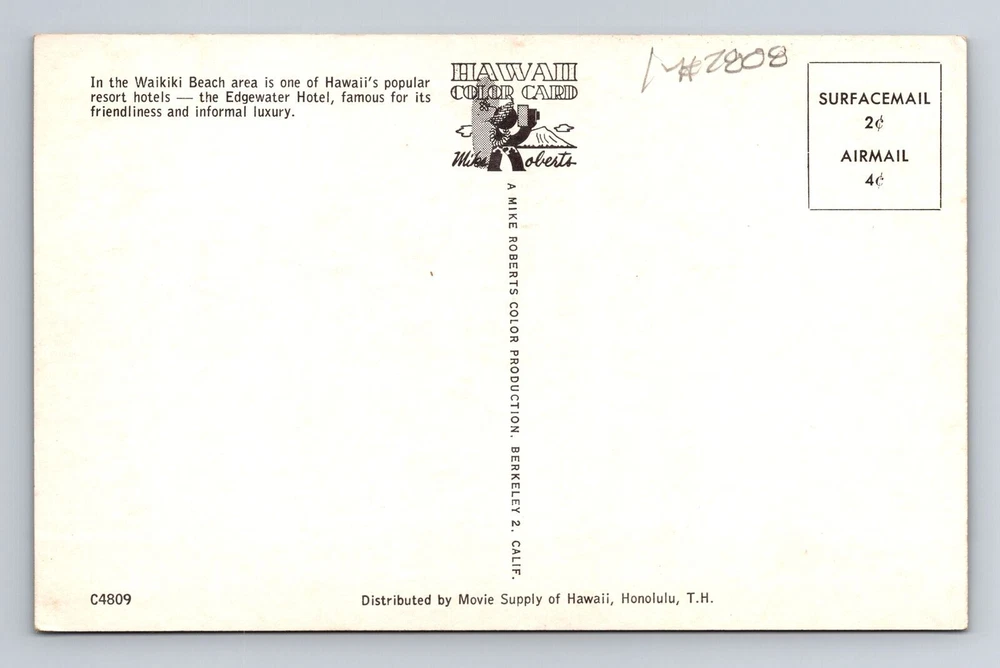 In the Waikiki Beach area is one of Hawaii's popular
resort hotels — the Edgewater Hotel, famous for its
friendliness and informal luxury.
HAWAII
COLOR CARD
Mike Roberts
#2808
SURFACEMAIL
2¢
AIRMAIL
4¢
A MIKE ROBERTS COLOR PRODUCTION, BERKELEY 2, CALIF.
C4809
Distributed by Movie Supply of Hawaii, Honolulu, T.H.